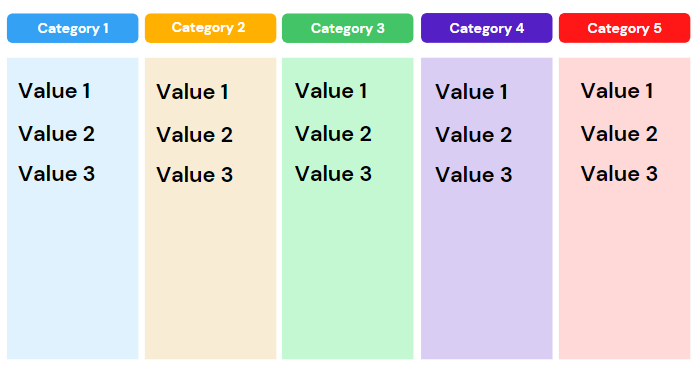 Category 1 Category 2 Category 3 Category 4 Category 5
Value 1 Value 1 Value 1 Value 1 Value 1
Value 2 Value 2 Value 2 Value 2 Value 2
Value 3 Value 3 Value 3 Value 3 Value 3